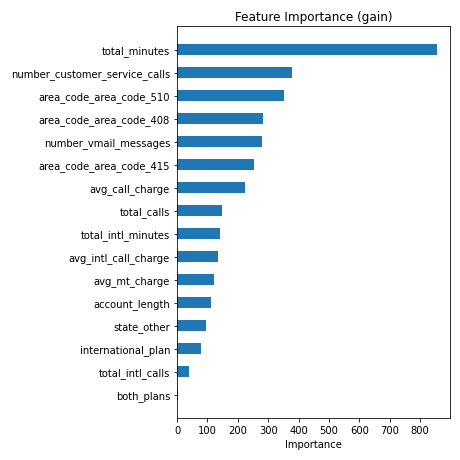 Feature Importance (gain)
total_minutes
number_customer_service_calls
area_code_area_code_510
area_code_area_code_408
number_vmail_messages
area_code_area_code_415
avg_call_charge
total_calls
total_intl_minutes
avg_intl_call_charge
avg_mt_charge
account_length
state_other
international_plan
total_intl_calls
both_plans
0 100 200 300 400 500 600 700 800
Importance